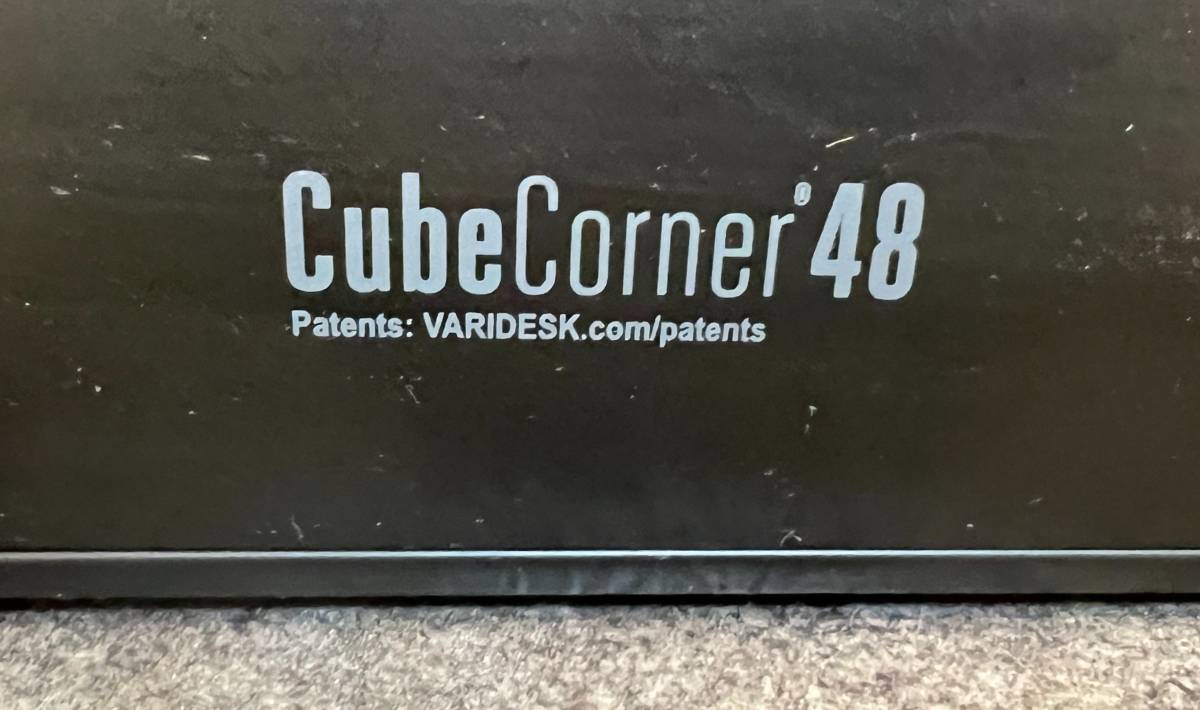 CubeCorner® 48
Patents: VARIDESK.com/patents